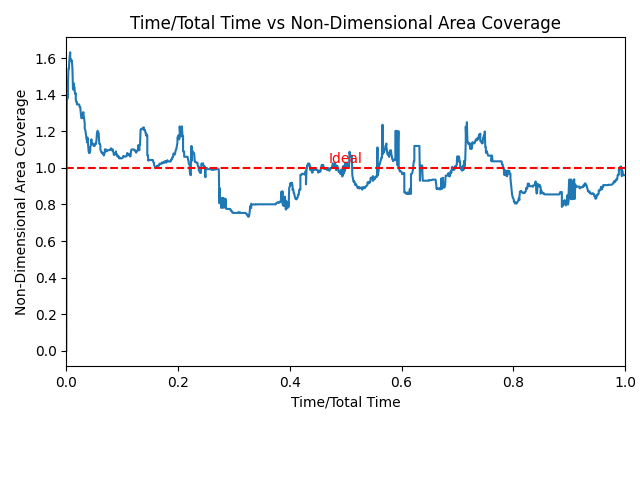 Time/Total Time vs Non-Dimensional Area Coverage
Non-Dimensional Area Coverage
1.6
1.4
1.2
1.0
0.8
0.6
0.4
0.2
0.0
Ideal
0.0 0.2 0.4 0.6 0.8 1.0
Time/Total Time